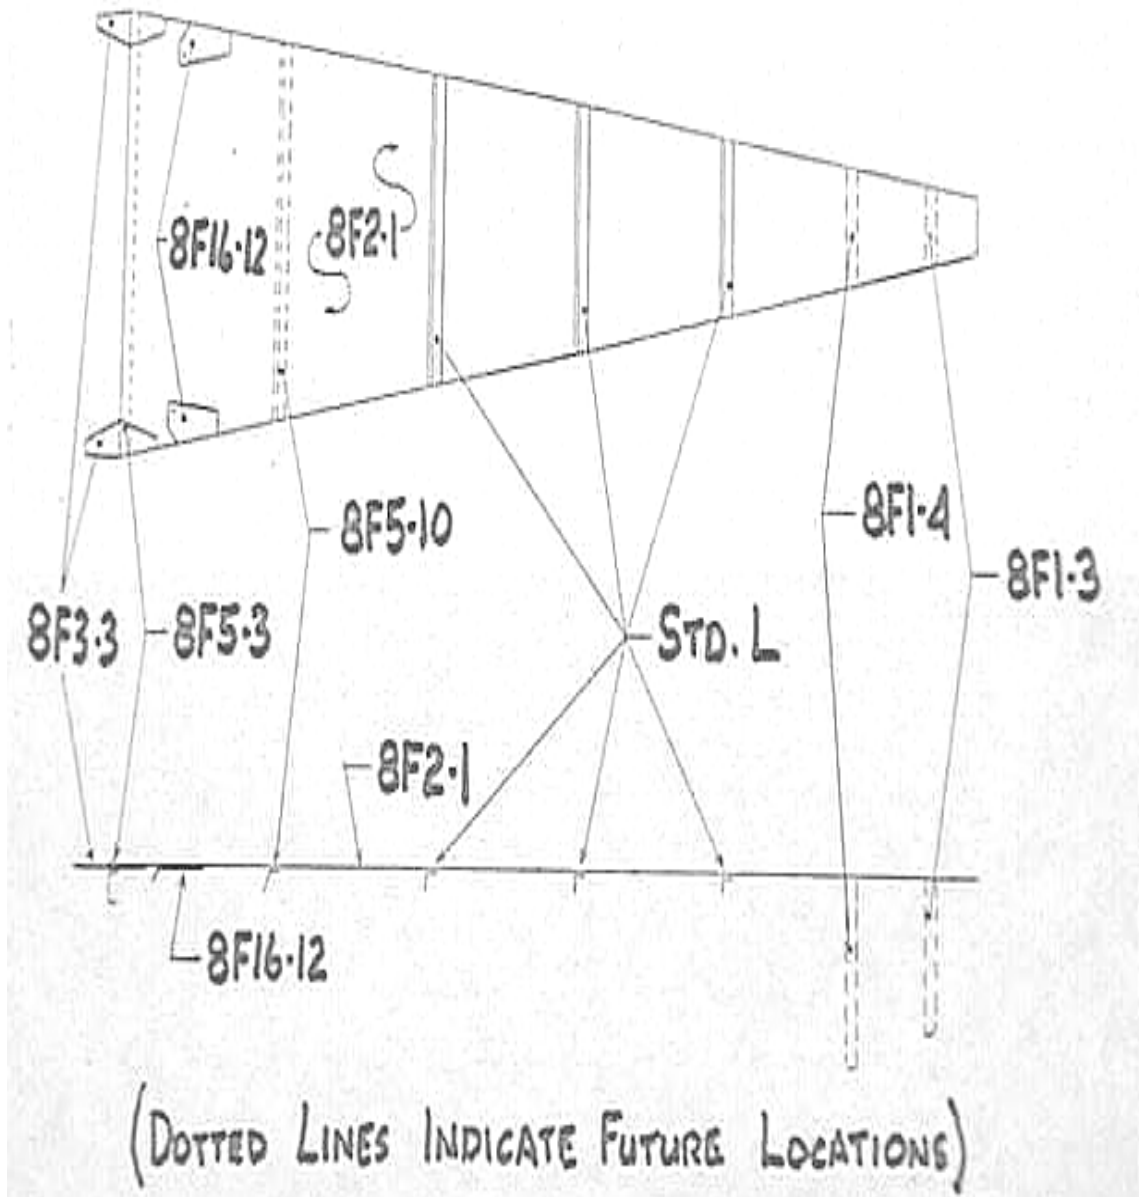 8F16·12
8F2·1
8F5·10
8F1·4
8F1·3
8F3·3
8F5·3
STD. L
8F2·1
8F16·12
(DOTTED LINES INDICATE FUTURE LOCATIONS)